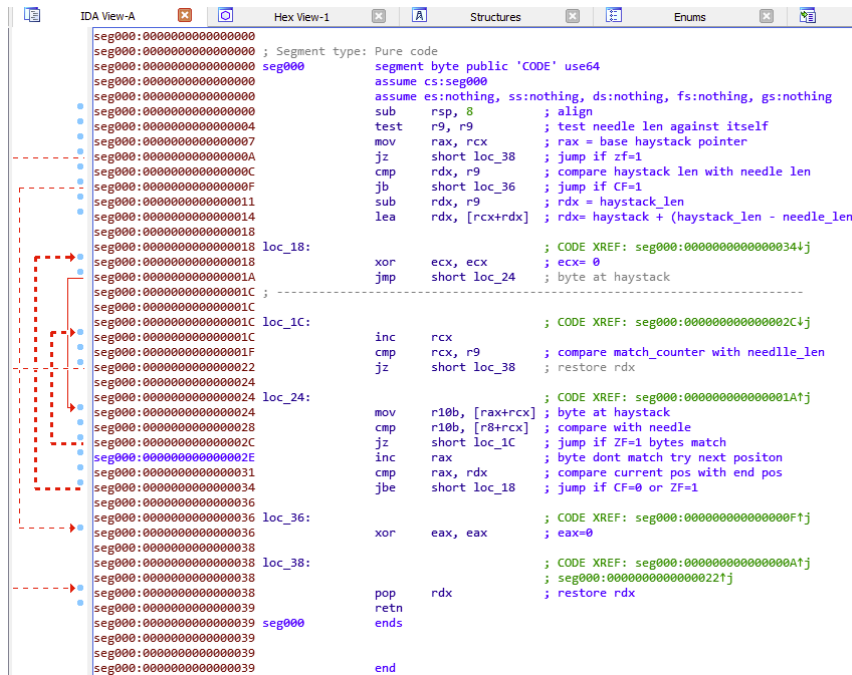 IDA View-A Hex View-1 Structures Enums
seg000:0000000000000000
seg000:0000000000000000 ; Segment type: Pure code
seg000:0000000000000000 seg000 segment byte public 'CODE' use64
seg000:0000000000000000 assume cs:seg000
seg000:0000000000000000 assume es:nothing, ss:nothing, ds:nothing, fs:nothing, gs:nothing
seg000:0000000000000000 sub rsp, 8 ; align
seg000:0000000000000004 test r9, r9 ; test needle len against itself
seg000:0000000000000007 mov rax, rcx ; rax = base haystack pointer
seg000:000000000000000A jz short loc_38 ; jump if zf=1
seg000:000000000000000C cmp rdx, r9 ; compare haystack len with needle len
seg000:000000000000000F jb short loc_36 ; jump if CF=1
seg000:0000000000000011 sub rdx, r9 ; rdx = haystack_len
seg000:0000000000000014 lea rdx, [rcx+rdx] ; rdx= haystack + (haystack_len - needle_len
seg000:0000000000000018
seg000:0000000000000018 loc_18: ; CODE XREF: seg000:0000000000000034↓j
seg000:0000000000000018 xor ecx, ecx ; ecx= 0
seg000:000000000000001A jmp short loc_24 ; byte at haystack
seg000:000000000000001C ; ---------------------------------------------------------------------------
seg000:000000000000001C
seg000:000000000000001C loc_1C: ; CODE XREF: seg000:000000000000002C↓j
seg000:000000000000001C inc rcx
seg000:000000000000001F cmp rcx, r9 ; compare match_counter with needlle_len
seg000:0000000000000022 jz short loc_38 ; restore rdx
seg000:0000000000000024
seg000:0000000000000024 loc_24: ; CODE XREF: seg000:000000000000001A↑j
seg000:0000000000000024 mov r10b, [rax+rcx] ; byte at haystack
seg000:0000000000000028 cmp r10b, [r8+rcx] ; compare with needle
seg000:000000000000002C jz short loc_1C ; jump if ZF=1 bytes match
seg000:000000000000002E inc rax ; byte dont match try next positon
seg000:0000000000000031 cmp rax, rdx ; compare current pos with end pos
seg000:0000000000000034 jbe short loc_18 ; jump if CF=0 or ZF=1
seg000:0000000000000036
seg000:0000000000000036 loc_36: ; CODE XREF: seg000:000000000000000F↑j
seg000:0000000000000036 xor eax, eax ; eax=0
seg000:0000000000000038
seg000:0000000000000038 loc_38: ; CODE XREF: seg000:000000000000000A↑j
seg000:0000000000000038 ; seg000:0000000000000022↑j
seg000:0000000000000038 pop rdx ; restore rdx
seg000:0000000000000039 retn
seg000:0000000000000039 seg000 ends
seg000:0000000000000039
seg000:0000000000000039
seg000:0000000000000039 end